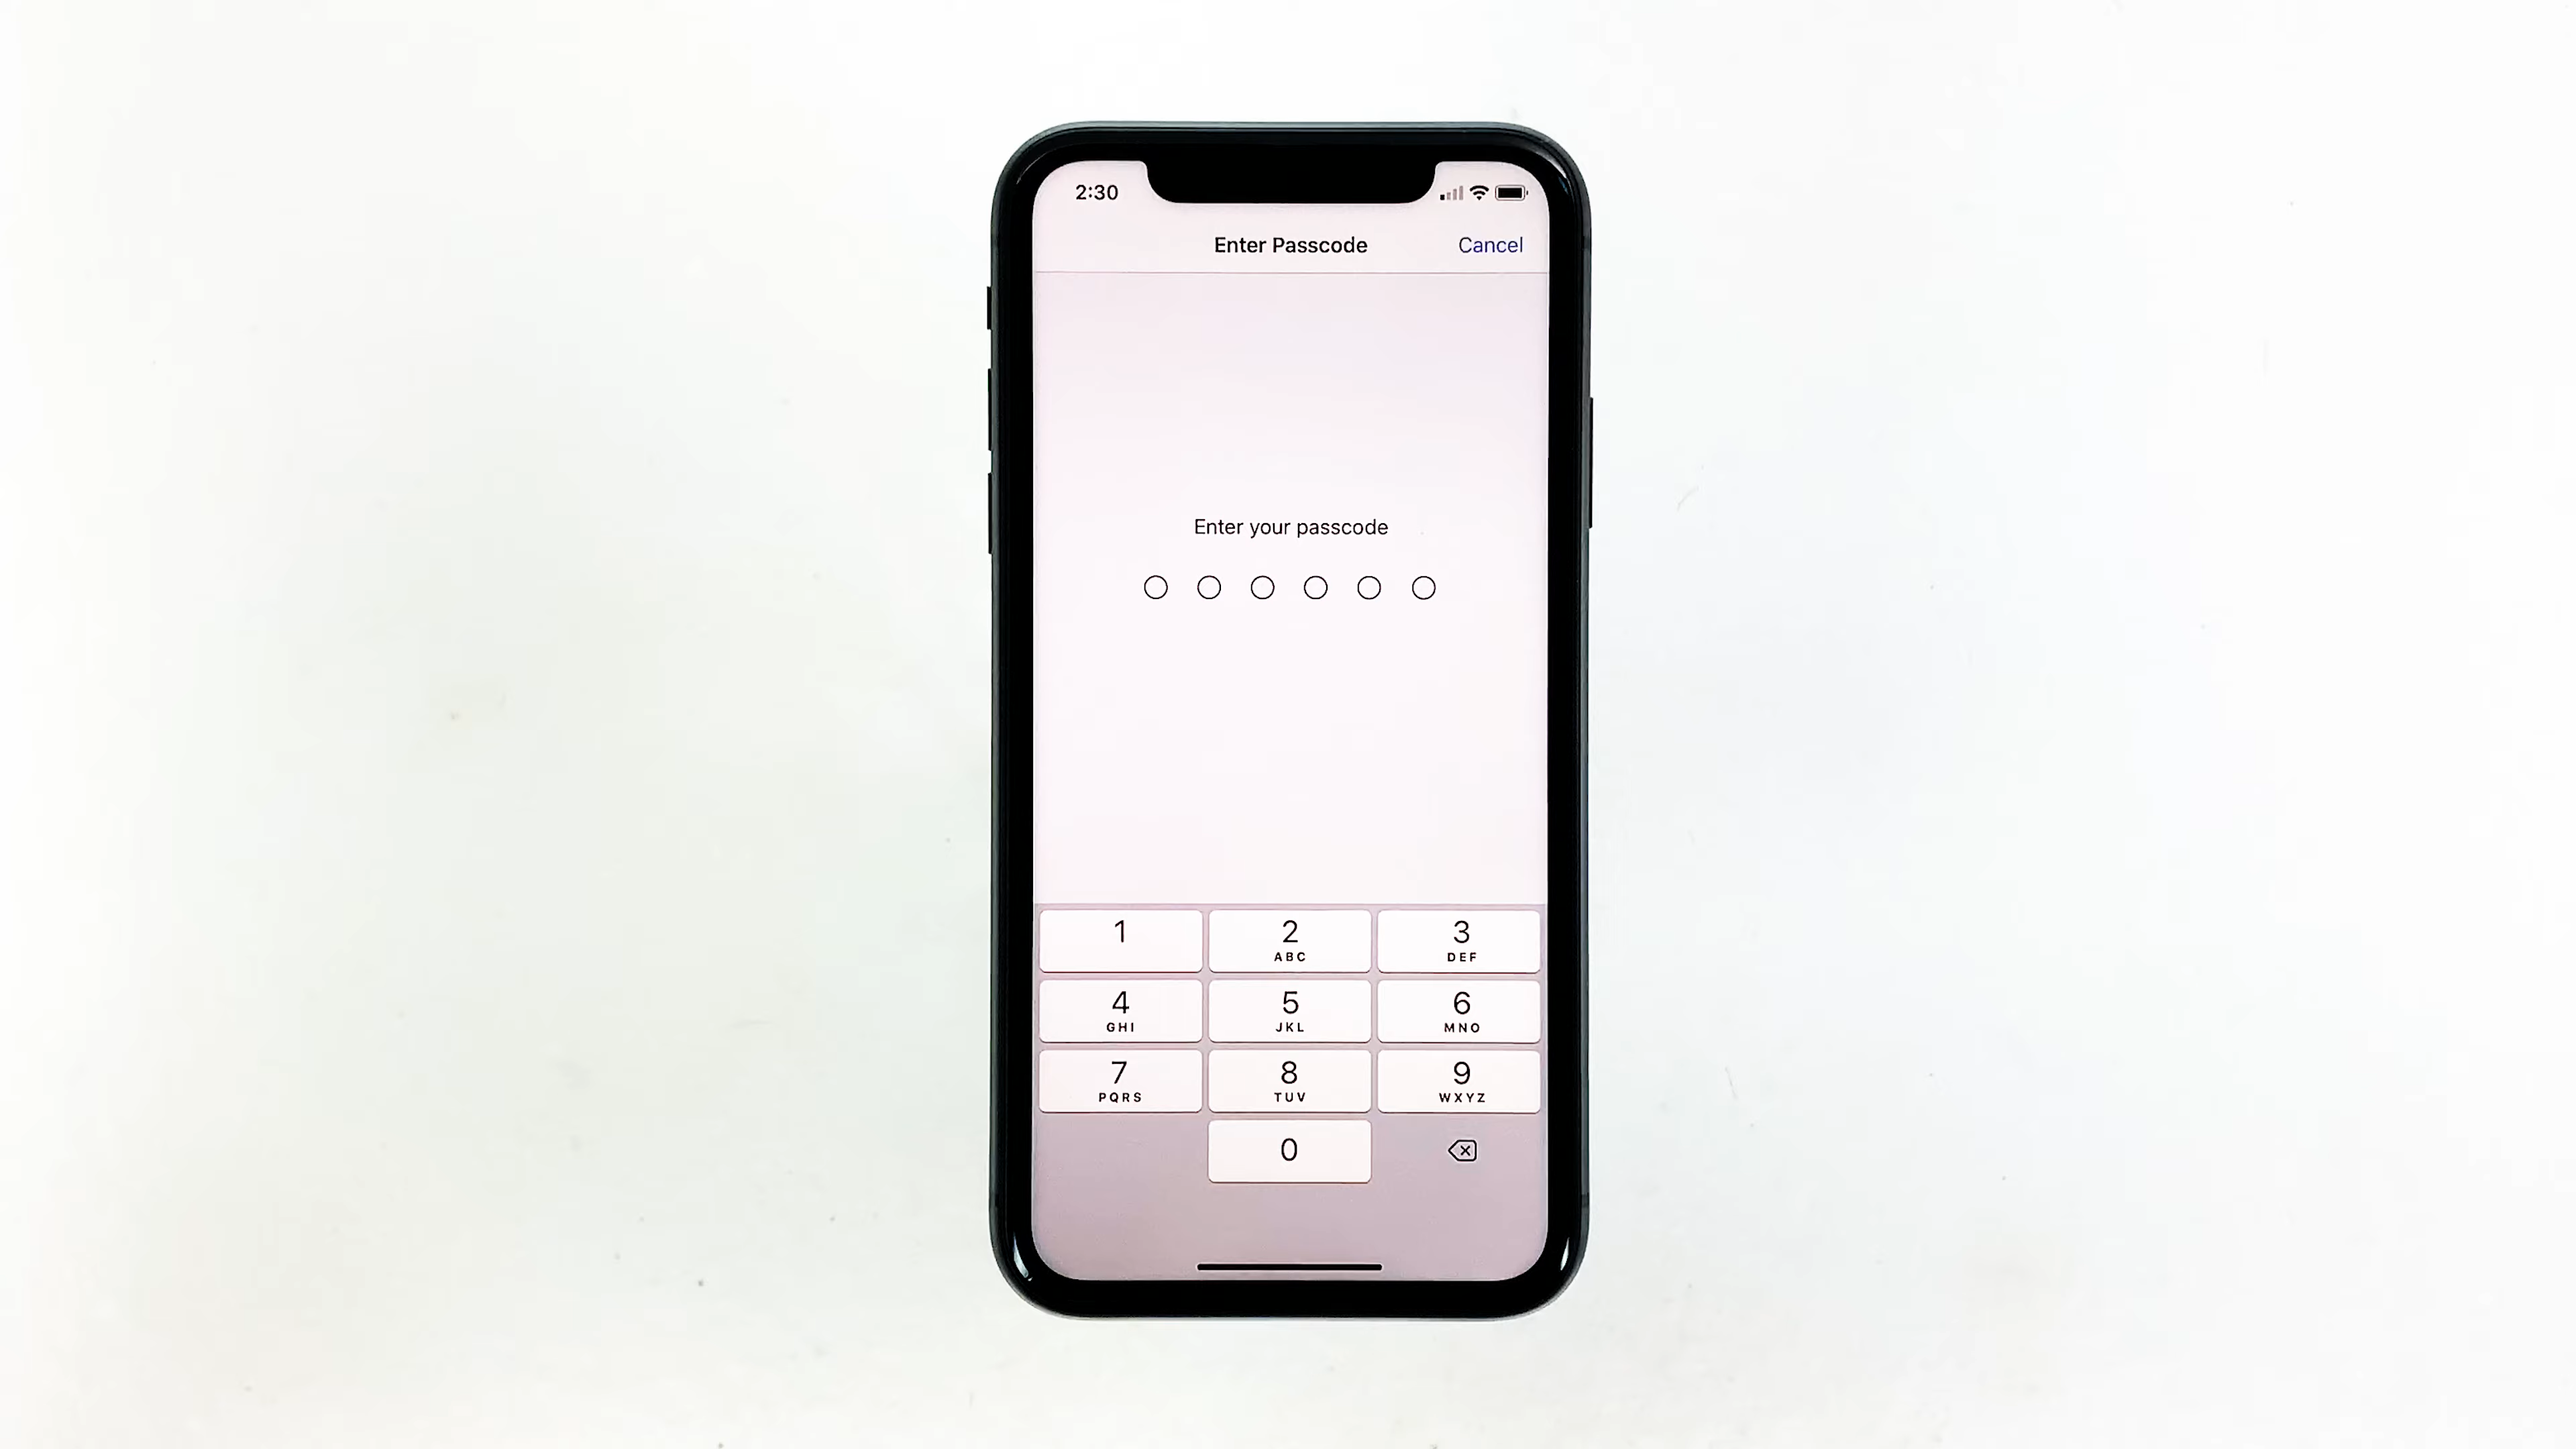 2:30
Enter Passcode Cancel
Enter your passcode
1 2 3
ABC DEF
4 5 6
GHI JKL MNO
7 8 9
PQRS TUV WXYZ
0